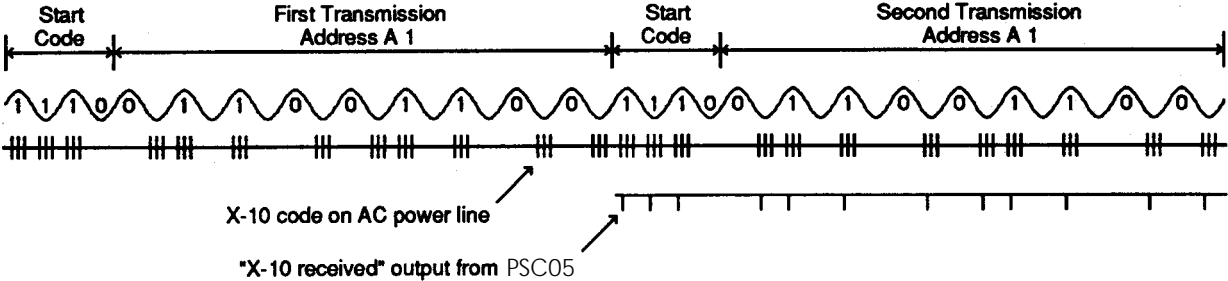 Start
Code
First Transmission
Address A 1
Start
Code
Second Transmission
Address A 1
1 1 1 0 0 1 1 0 0 1 1 0 0 1 1 1 0 0 1 1 0 0 1 1 0 0
X-10 code on AC power line
"X-10 received" output from PSC05